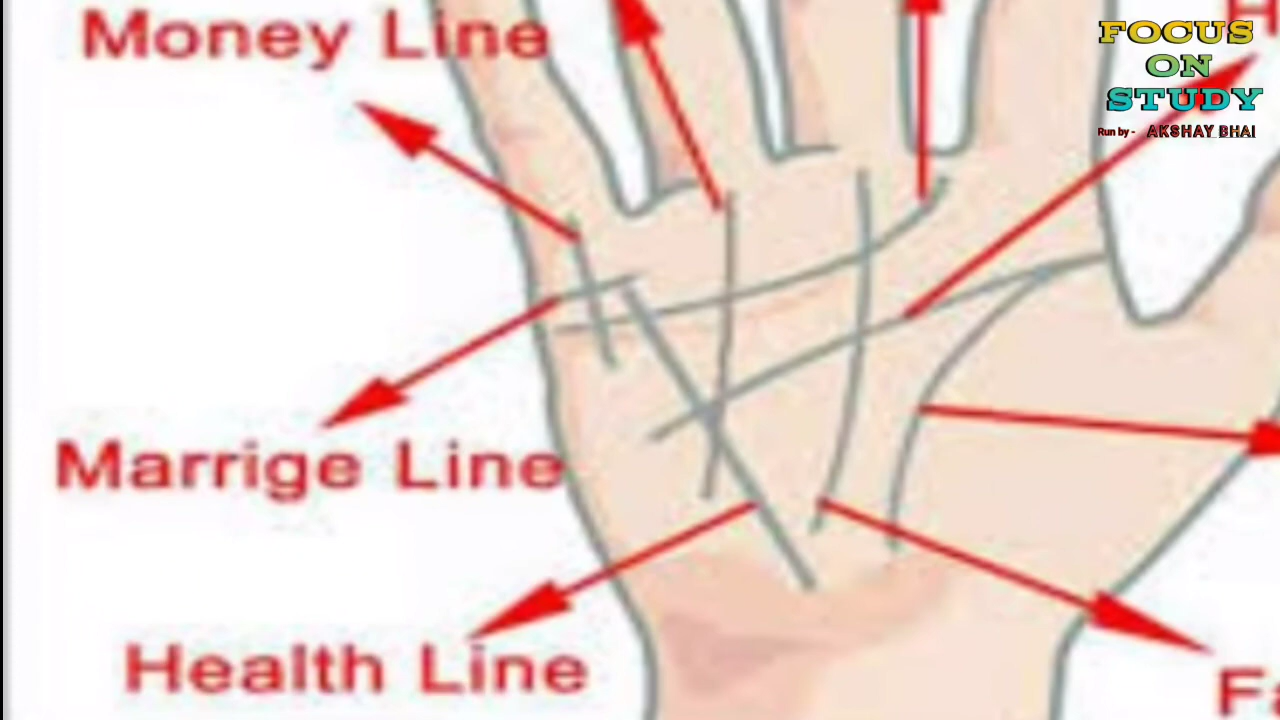 Money Line
FOCUS
ON
STUDY
Run by - AKSHAY BHAI
Marrige Line
Health Line